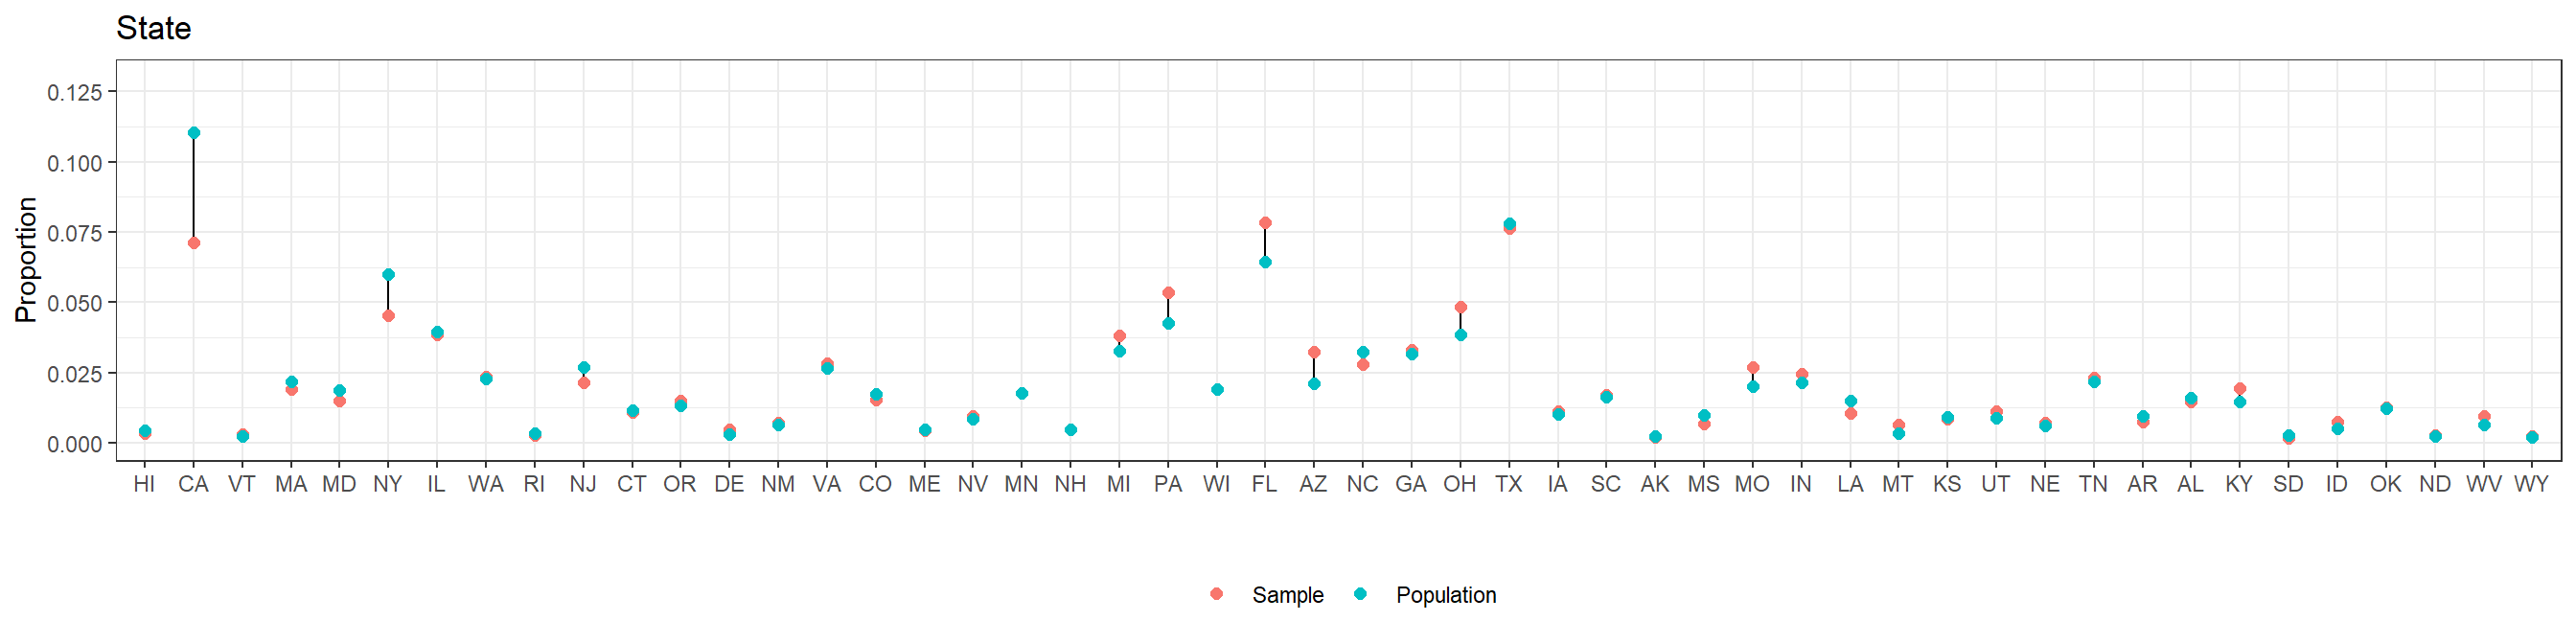 State
Proportion
0.125
0.100
0.075
0.050
0.025
0.000
HI CA VT MA MD NY IL WA RI NJ CT OR DE NM VA CO ME NV MN NH MI PA WI FL AZ NC GA OH TX IA SC AK MS MO IN LA MT KS UT NE TN AR AL KY SD ID OK ND WV WY
Sample Population